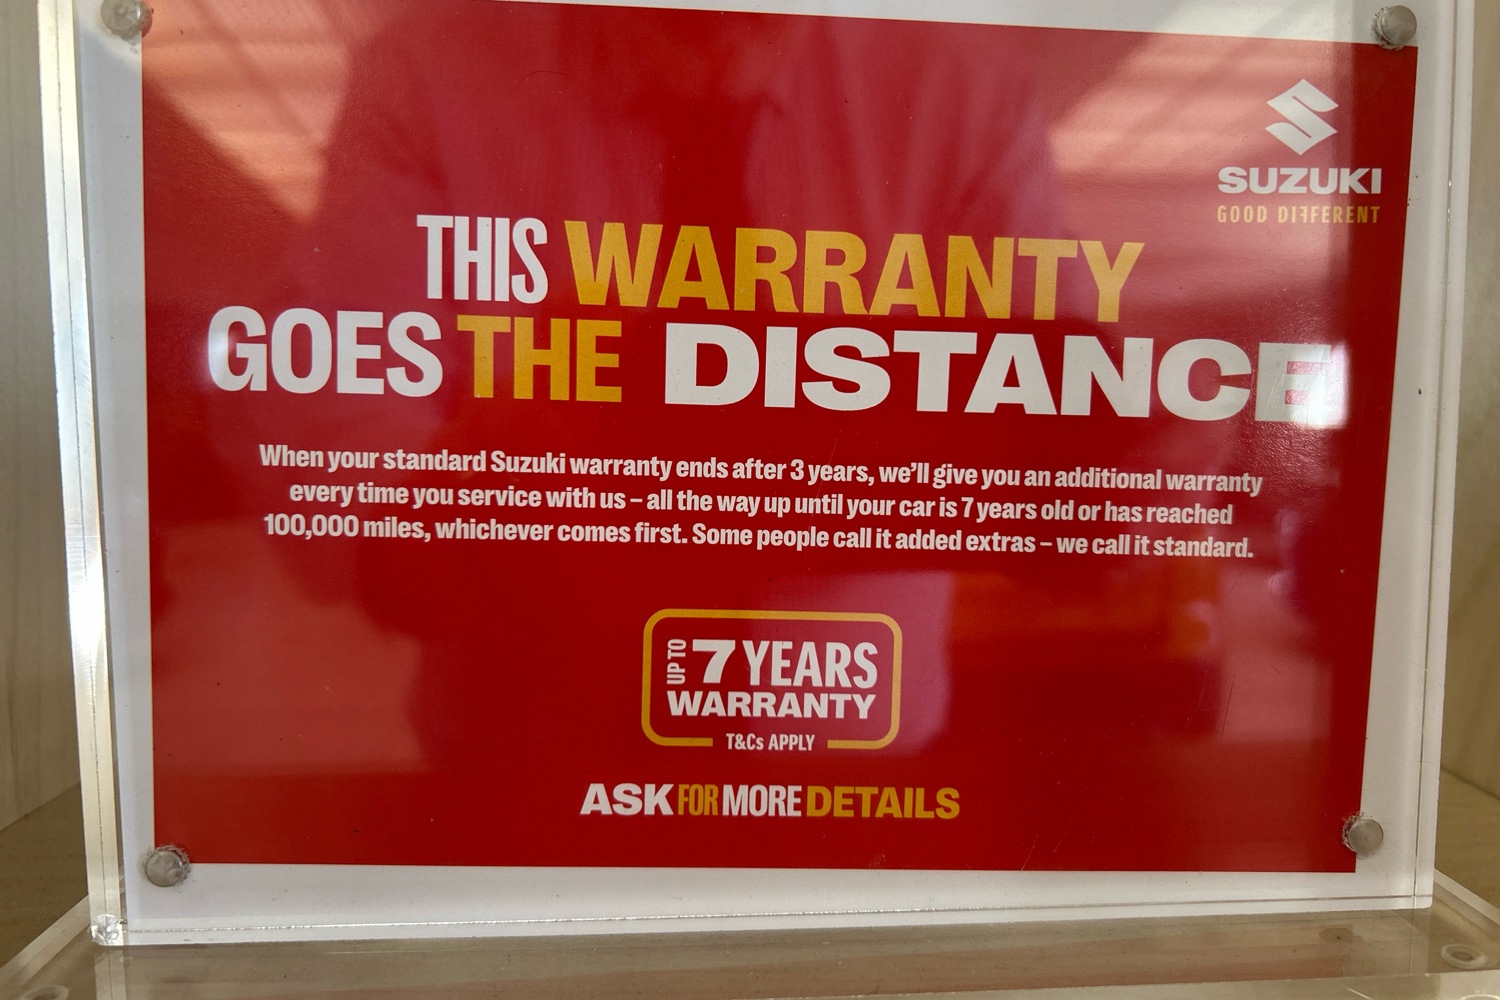 SUZUKI
GOOD DIFFERENT
THIS WARRANTY
GOES THE DISTANCE
When your standard Suzuki warranty ends after 3 years, we'll give you an additional warranty
every time you service with us – all the way up until your car is 7 years old or has reached
100,000 miles, whichever comes first. Some people call it added extras – we call it standard.
UP TO 7 YEARS
WARRANTY
T&Cs APPLY
ASK FOR MORE DETAILS